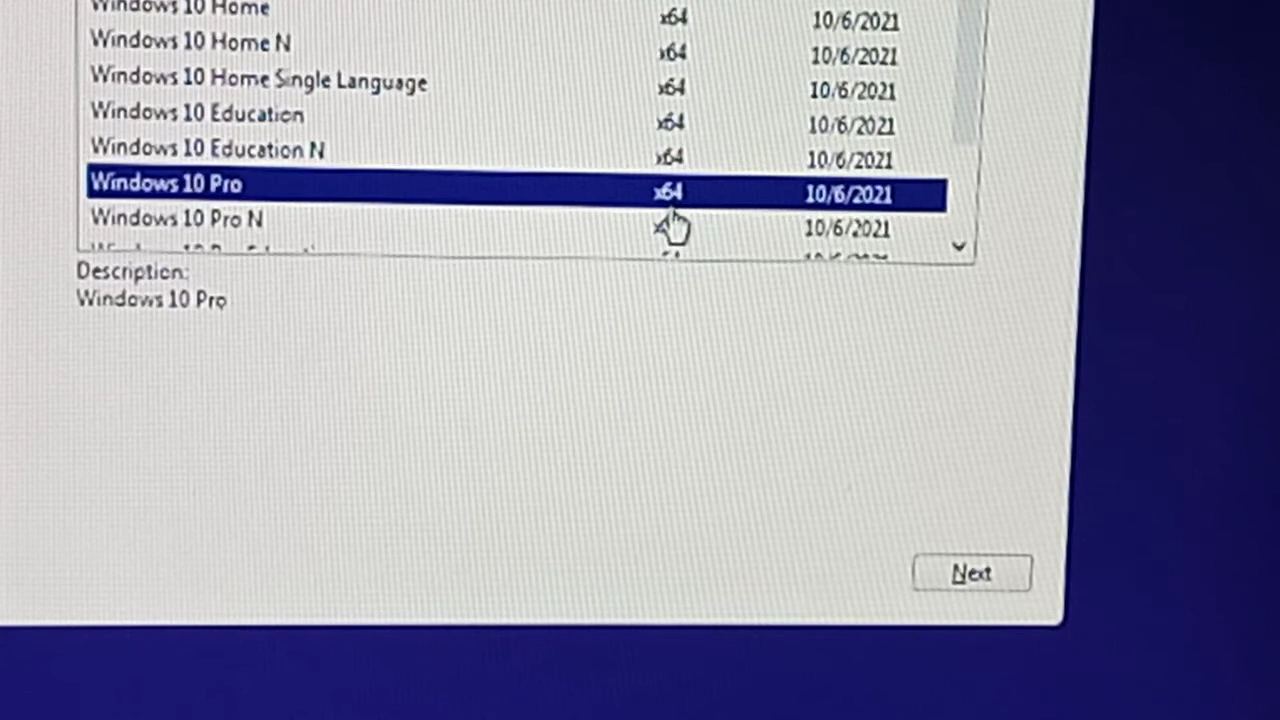 Windows 10 Home x64 10/6/2021
Windows 10 Home N x64 10/6/2021
Windows 10 Home Single Language x64 10/6/2021
Windows 10 Education x64 10/6/2021
Windows 10 Education N x64 10/6/2021
Windows 10 Pro x64 10/6/2021
Windows 10 Pro N 10/6/2021
Description:
Windows 10 Pro
Next